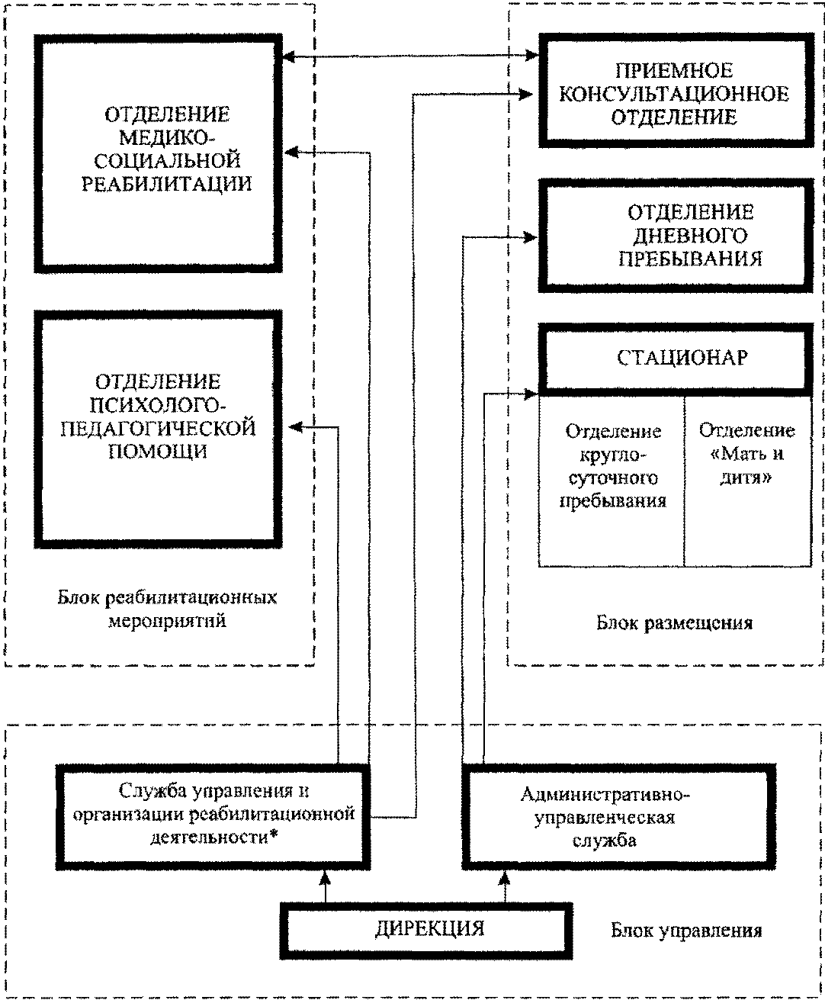 ОТДЕЛЕНИЕ
МЕДИКО-
СОЦИАЛЬНОЙ
РЕАБИЛИТАЦИИ
ОТДЕЛЕНИЕ
ПСИХОЛОГО-
ПЕДАГОГИЧЕСКОЙ
ПОМОЩИ
Блок реабилитационных
мероприятий
ПРИЕМНОЕ
КОНСУЛЬТАЦИОННОЕ
ОТДЕЛЕНИЕ
ОТДЕЛЕНИЕ
ДНЕВНОГО
ПРЕБЫВАНИЯ
СТАЦИОНАР
Отделение
кругло-
суточного
пребывания
Отделение
«Мать и
дитя»
Блок размещения
Служба управления и
организации реабилитационной
деятельности*
Административно-
управленческая
служба
ДИРЕКЦИЯ
Блок управления